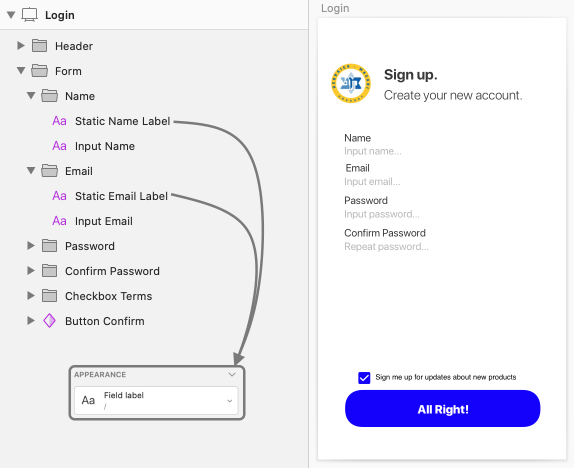 Login
Header
Form
Name
Aa Static Name Label
Aa Input Name
Email
Aa Static Email Label
Aa Input Email
Password
Confirm Password
Checkbox Terms
Button Confirm
APPEARANCE
Aa Field label
/
Login
Sign up.
Create your new account.
Name
Input name...
Email
Input email...
Password
Input password...
Confirm Password
Repeat password...
Sign me up for updates about new products
All Right!